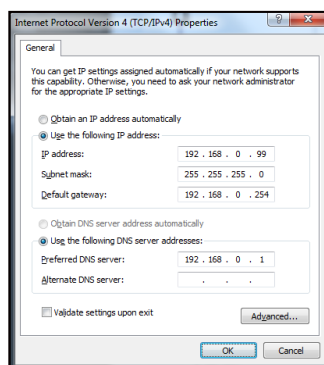 Internet Protocol Version 4 (TCP/IPv4) Properties
General
You can get IP settings assigned automatically if your network supports
this capability. Otherwise, you need to ask your network administrator
for the appropriate IP settings.
Obtain an IP address automatically
Use the following IP address:
IP address: 192 . 168 . 0 . 99
Subnet mask: 255 . 255 . 255 . 0
Default gateway: 192 . 168 . 0 . 254
Obtain DNS server address automatically
Use the following DNS server addresses:
Preferred DNS server: 192 . 168 . 0 . 1
Alternate DNS server: . . .
Validate settings upon exit
Advanced...
OK Cancel